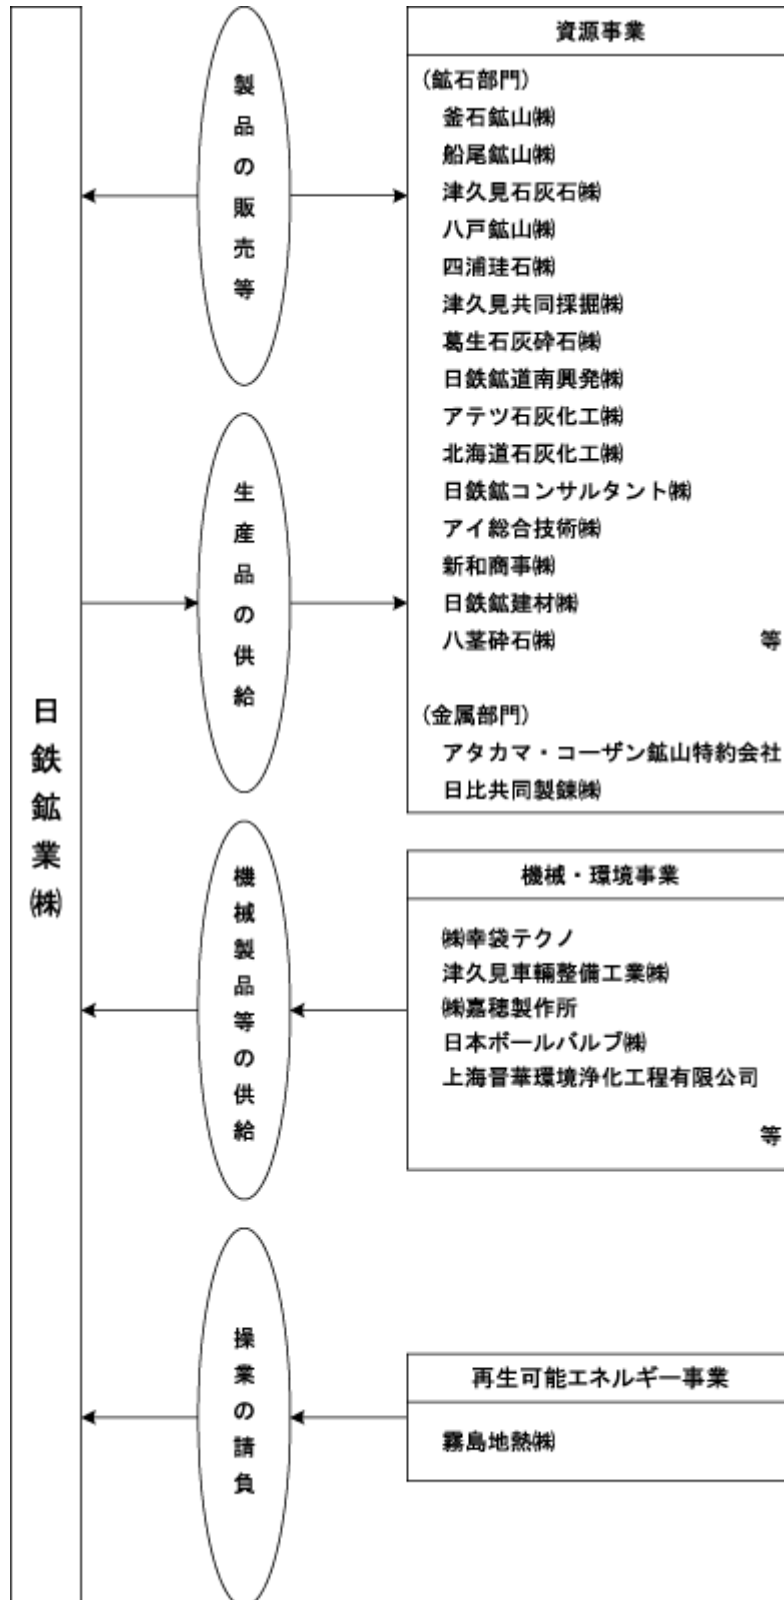 日鉄鉱業㈱
製品の販売等
生産品の供給
機械製品等の供給
操業の請負
資源事業
(鉱石部門)
釜石鉱山㈱
船尾鉱山㈱
津久見石灰石㈱
八戸鉱山㈱
四浦珪石㈱
津久見共同採掘㈱
葛生石灰砕石㈱
日鉄鉱道南興発㈱
アテツ石灰化工㈱
北海道石灰化工㈱
日鉄鉱コンサルタント㈱
アイ総合技術㈱
新和商事㈱
日鉄鉱建材㈱
八茎砕石㈱ 等
(金属部門)
アタカマ・コーザン鉱山特約会社
日比共同製錬㈱
機械・環境事業
㈱幸袋テクノ
津久見車輛整備工業㈱
㈱嘉穂製作所
日本ボールバルブ㈱
上海晋華環境浄化工程有限公司
等
再生可能エネルギー事業
霧島地熱㈱